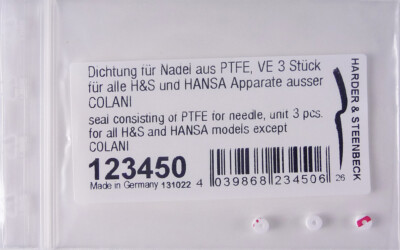 Dichtung für Nadel aus PTFE, VE 3 Stück
für alle H&S und HANSA Apparate ausser
COLANI
seal consisting of PTFE for needle, unit 3 pcs.
for all H&S and HANSA models except
COLANI
123450
Made in Germany 131022
4 039868 234506
26
HARDER & STEENBECK